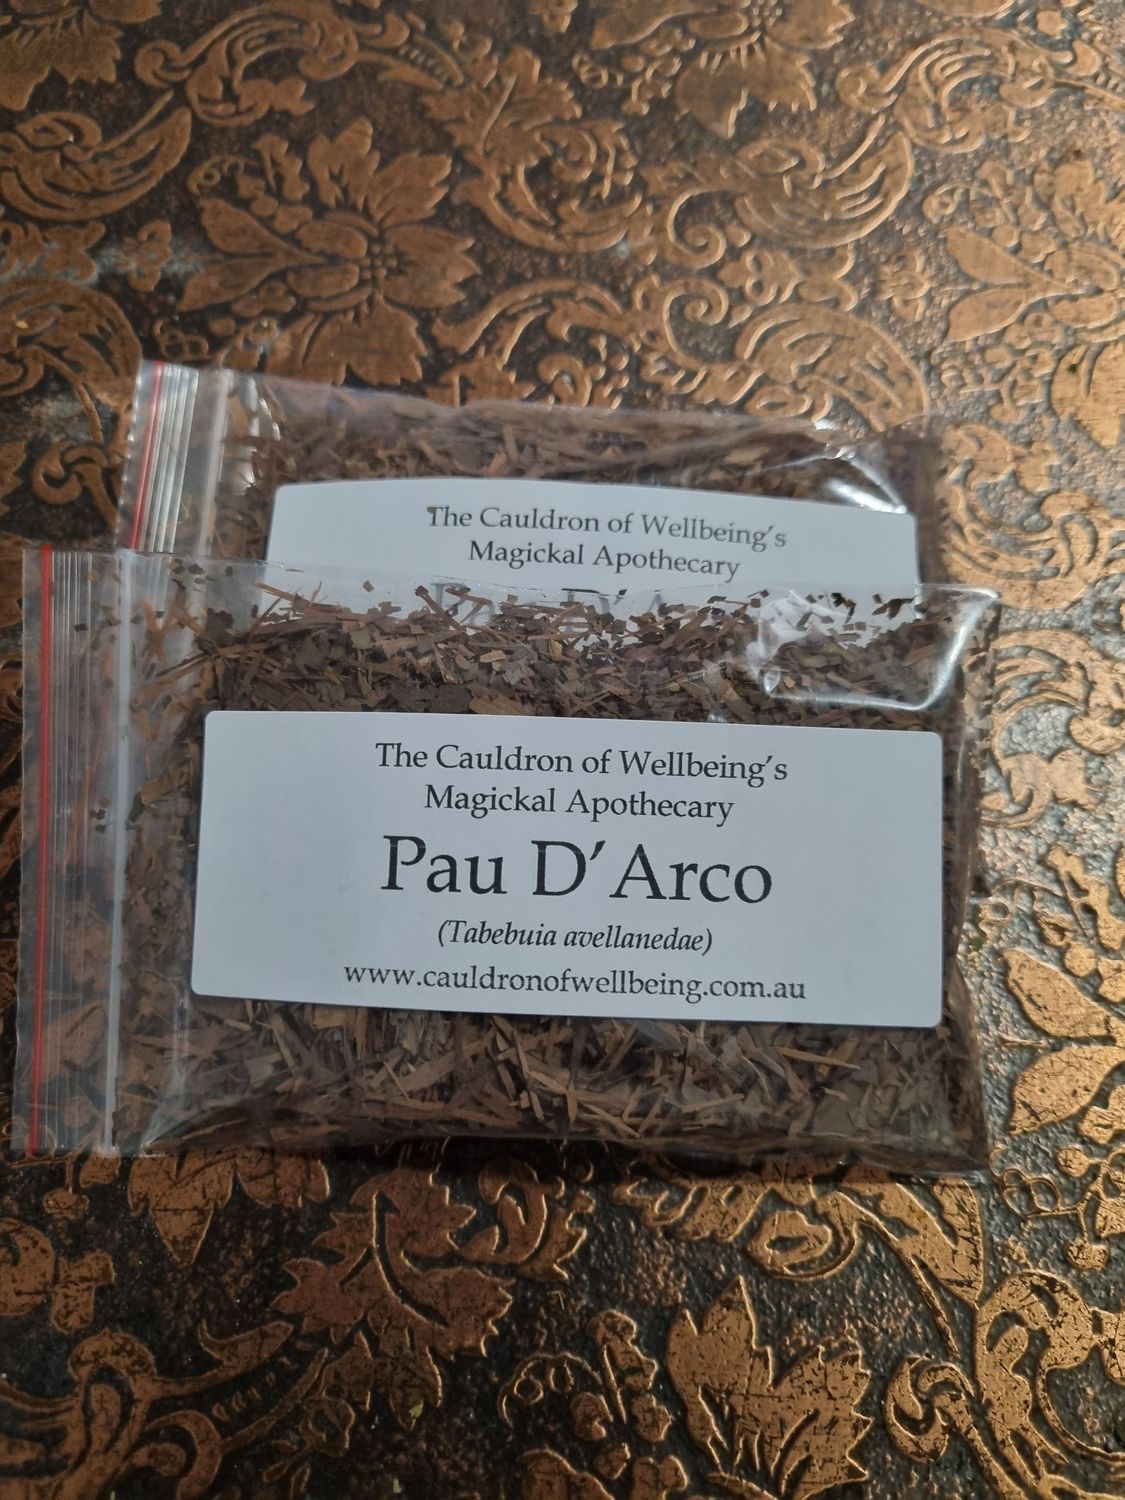 The Cauldron of Wellbeing's
Magickal Apothecary
Pau D'A
The Cauldron of Wellbeing's
Magickal Apothecary
Pau D'Arco
(Tabebuia avellanedae)
www.cauldronofwellbeing.com.au